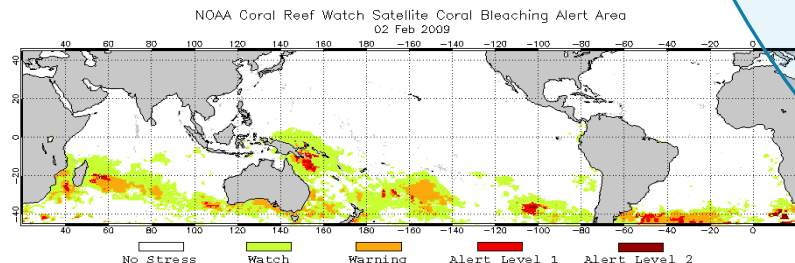 NOAA Coral Reef Watch Satellite Coral Bleaching Alert Area
02 Feb 2009
40 60 80 100 120 140 160 180 -160 -140 -120 -100 -80 -60 -40 -20 0
40 40
20 20
0 0
-20 -20
-40 -40
40 60 80 100 120 140 160 180 -160 -140 -120 -100 -80 -60 -40 -20
No Stress Watch Warning Alert Level 1 Alert Level 2